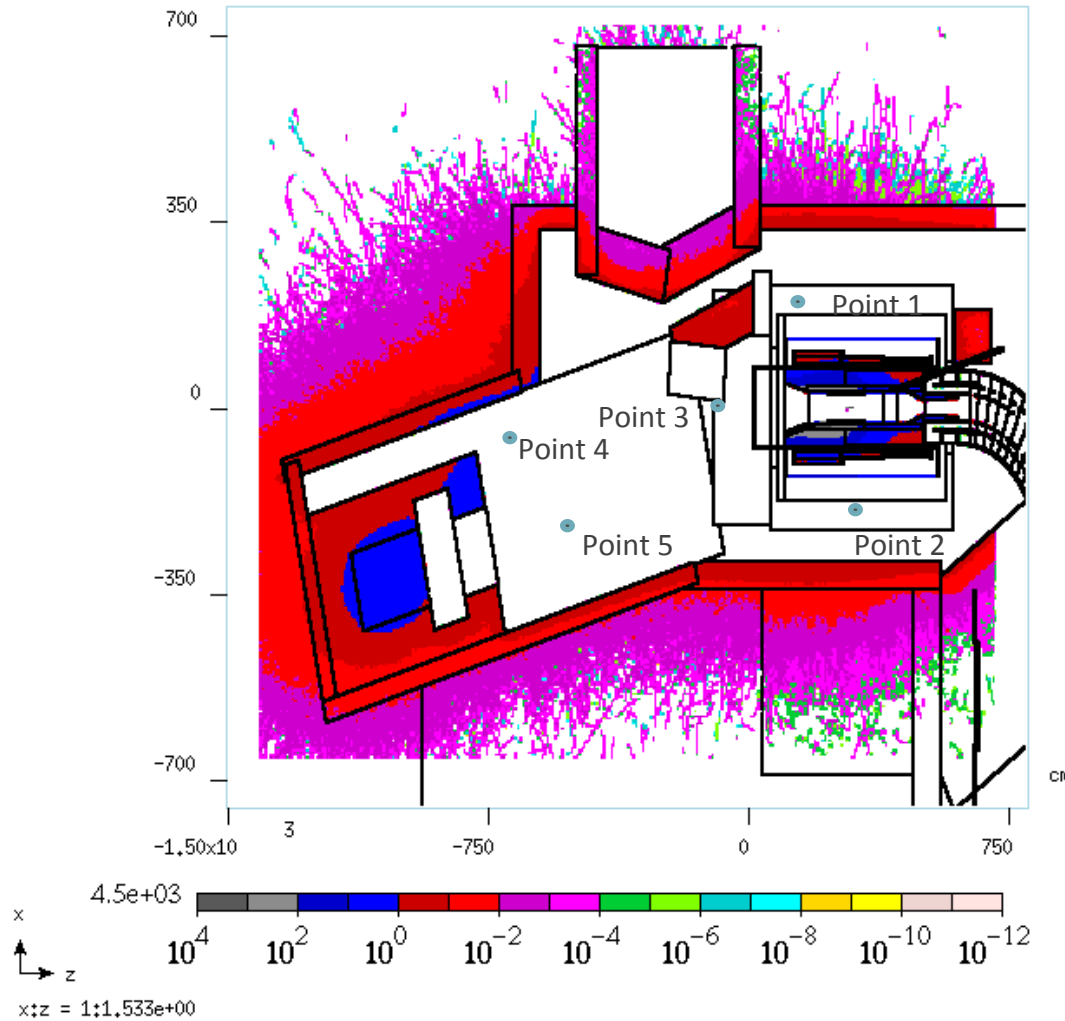 700
350
0
-350
-700
Point 1
Point 3
Point 4
Point 5
Point 2
cm
-1.50x10 3
-750
0
750
4.5e+03
10^4 10^2 10^0 10^-2 10^-4 10^-6 10^-8 10^-10 10^-12
x
z
x:z = 1:1.533e+00